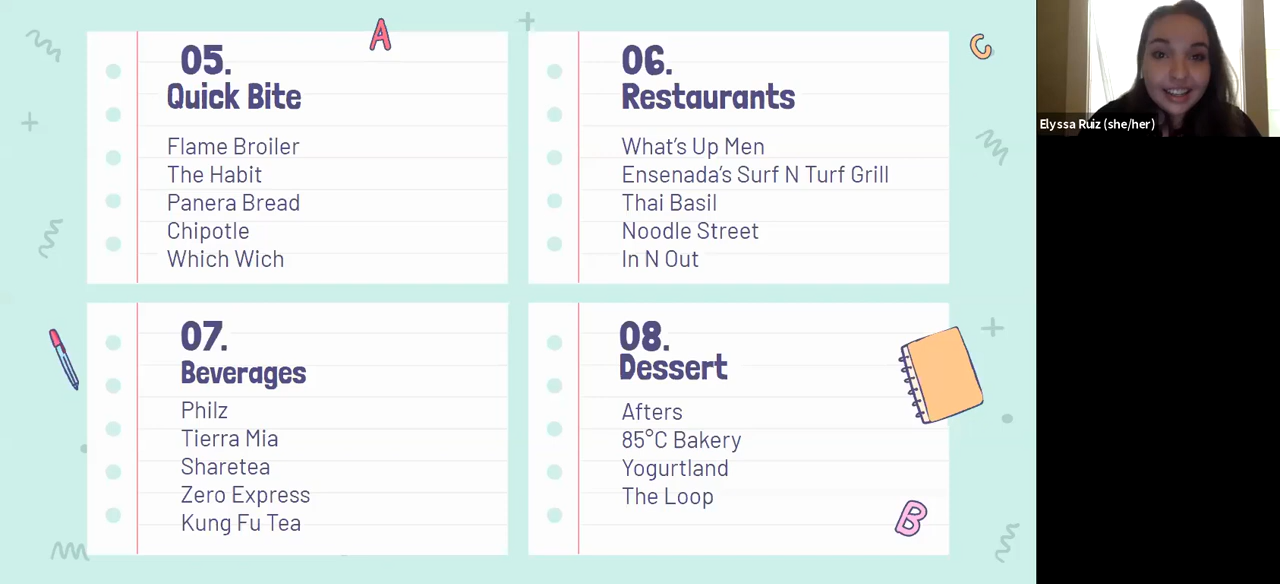 A
C
05.
Quick Bite
Flame Broiler
The Habit
Panera Bread
Chipotle
Which Wich
06.
Restaurants
What's Up Men
Ensenada's Surf N Turf Grill
Thai Basil
Noodle Street
In N Out
Elyssa Ruiz (she/her)
07.
Beverages
Philz
Tierra Mia
Sharetea
Zero Express
Kung Fu Tea
08.
Dessert
Afters
85°C Bakery
Yogurtland
The Loop
B